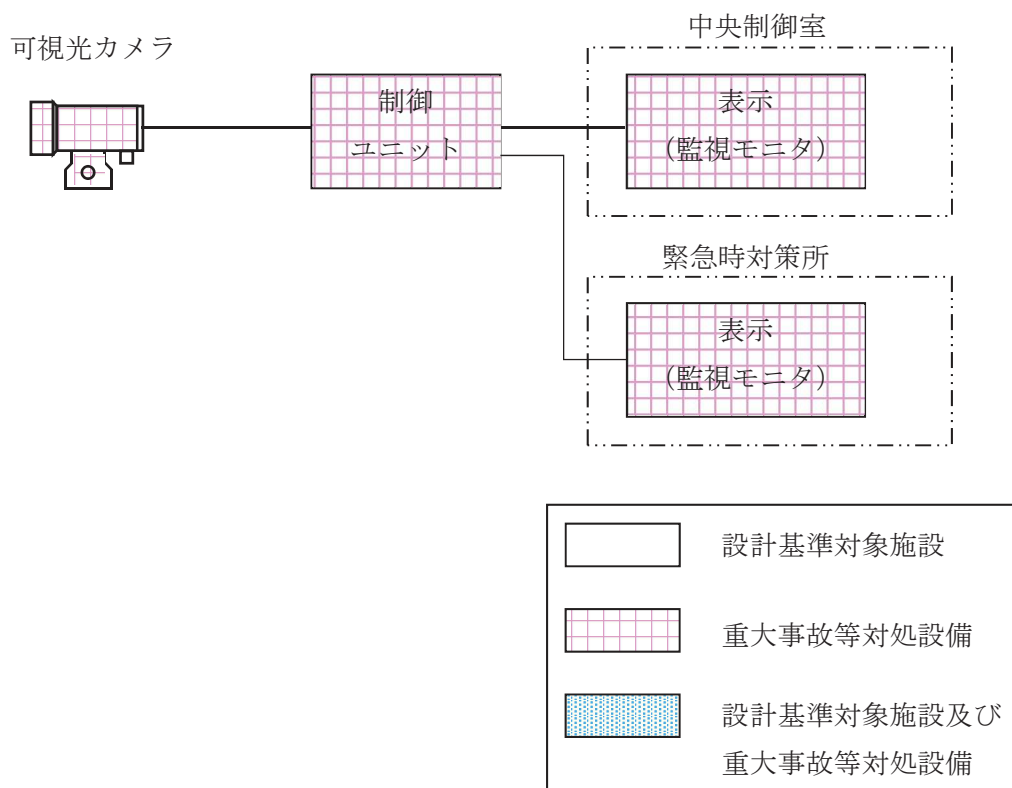 可視光カメラ
中央制御室
制御
ユニット
表示
(監視モニタ)
緊急時対策所
表示
(監視モニタ)
設計基準対象施設
重大事故等対処設備
設計基準対象施設及び
重大事故等対処設備